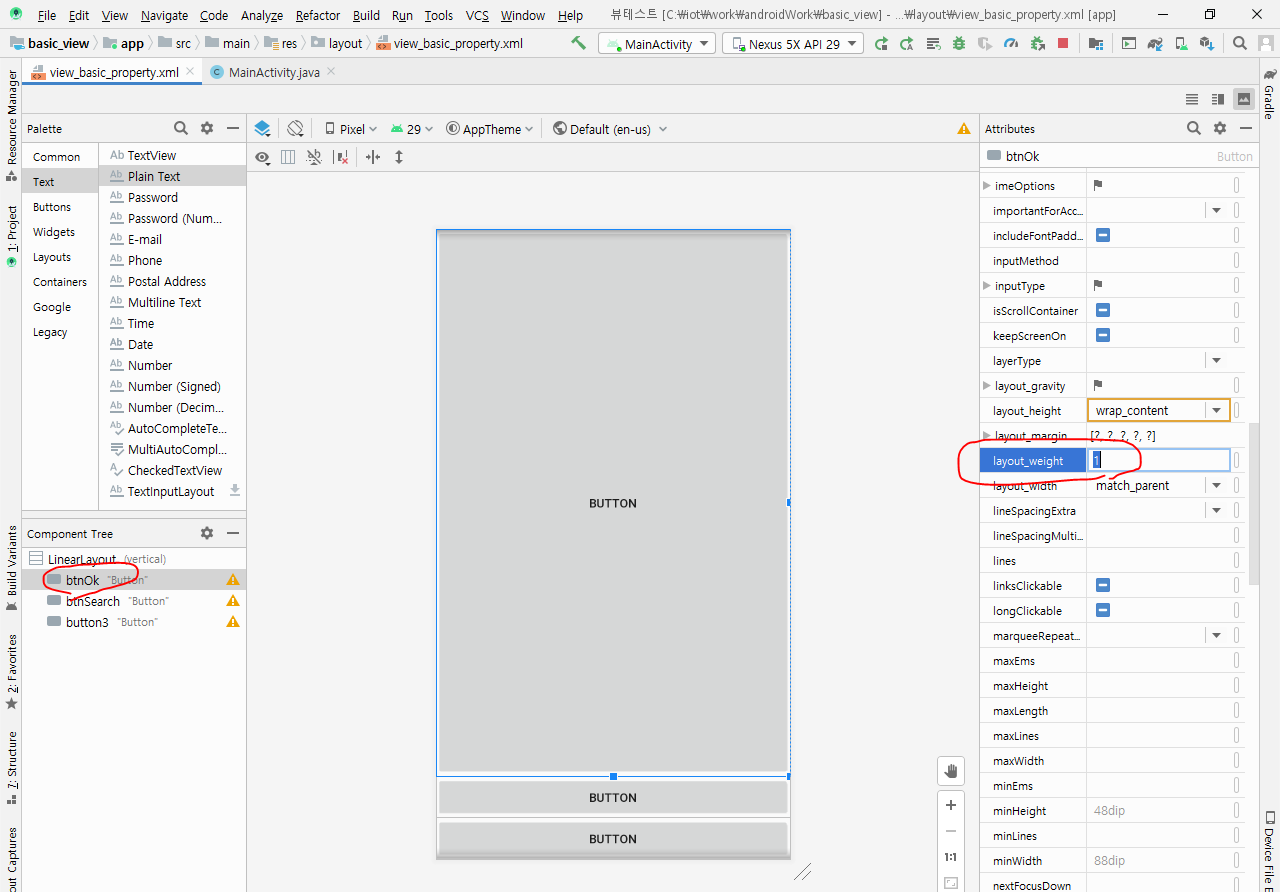 File Edit View Navigate Code Analyze Refactor Build Run Tools VCS Window Help 뷰테스트 [C:₩iot₩work₩androidWork₩basic_view] - ...₩layout₩view_basic_property.xml [app]
basic_view app src main res layout view_basic_property.xml MainActivity Nexus 5X API 29
view_basic_property.xml MainActivity.java
Resource Manager
1: Project
Build Variants
2: Favorites
7: Structure
out Captures
Palette
Common
Text
Buttons
Widgets
Layouts
Containers
Google
Legacy
Ab TextView
Ab Plain Text
Ab Password
Ab Password (Num...
Ab E-mail
Ab Phone
Ab Postal Address
Ab Multiline Text
Ab Time
Ab Date
Ab Number
Ab Number (Signed)
Ab Number (Decim...
AutoCompleteTe...
MultiAutoCompl...
CheckedTextView
Ab TextInputLayout
Component Tree
LinearLayout (vertical)
btnOk "Button"
btnSearch "Button"
button3 "Button"
Pixel 29 AppTheme Default (en-us)
BUTTON
BUTTON
BUTTON
1:1
Attributes
btnOk Button
imeOptions
importantForAcc...
includeFontPadd...
inputMethod
inputType
isScrollContainer
keepScreenOn
layerType
layout_gravity
layout_height wrap_content
layout_margin [?, ?, ?, ?, ?]
layout_weight 1
layout_width match_parent
lineSpacingExtra
lineSpacingMulti...
lines
linksClickable
longClickable
marqueeRepeat...
maxEms
maxHeight
maxLength
maxLines
maxWidth
minEms
minHeight 48dip
minLines
minWidth 88dip
nextFocusDown
Gradle
Device File E